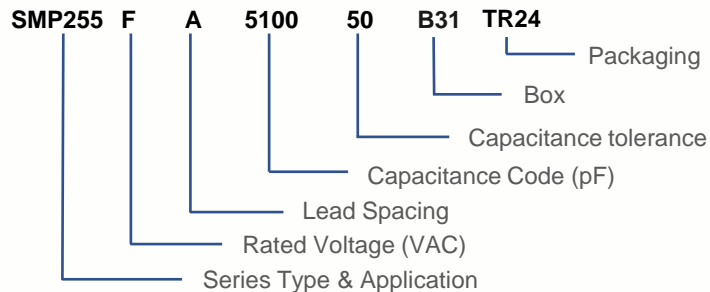 SMP255 F A 5100 50 B31 TR24
Packaging
Box
Capacitance tolerance
Capacitance Code (pF)
Lead Spacing
Rated Voltage (VAC)
Series Type & Application